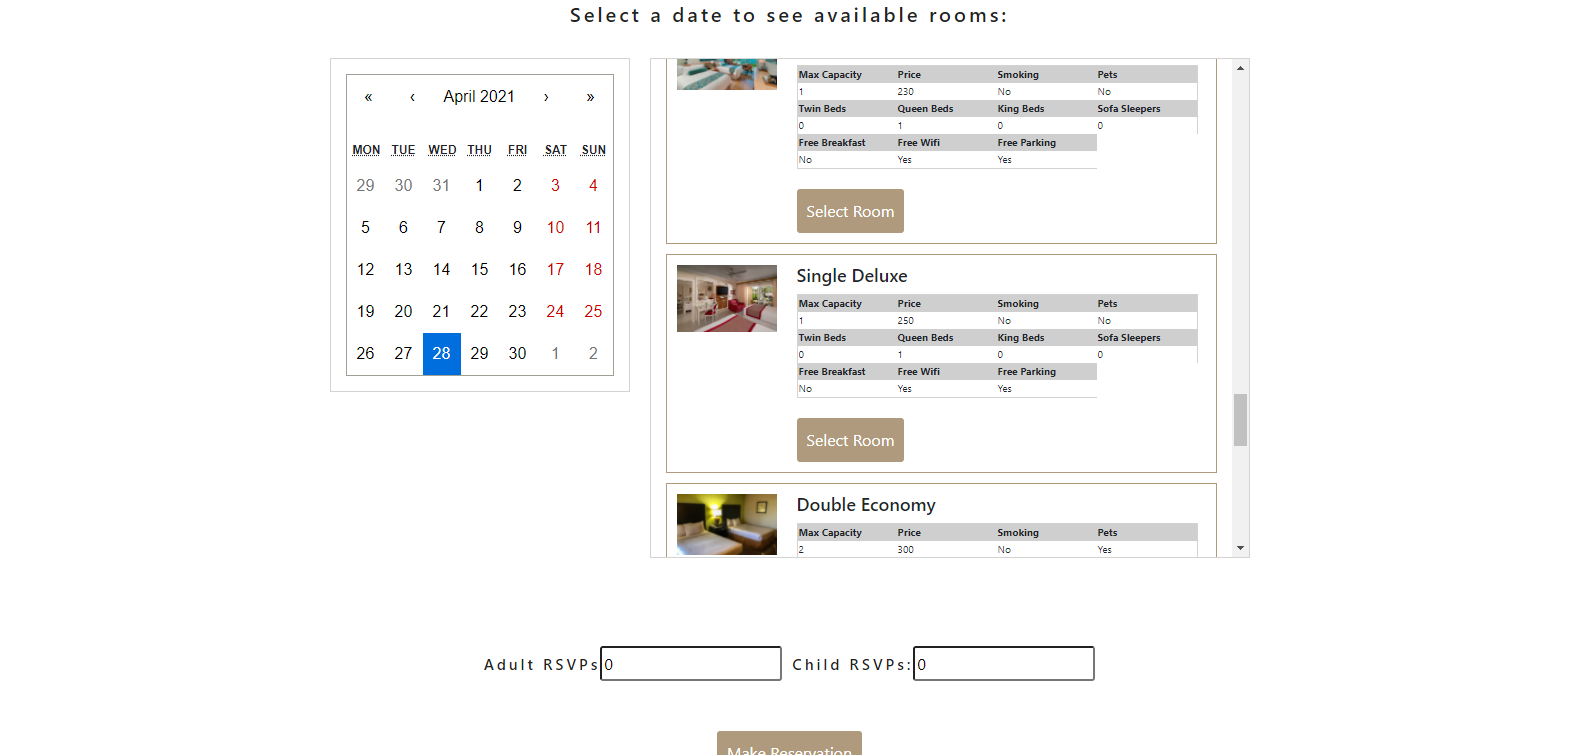 Select a date to see available rooms:
« ‹ April 2021 › »
MON TUE WED THU FRI SAT SUN
29 30 31 1 2 3 4
5 6 7 8 9 10 11
12 13 14 15 16 17 18
19 20 21 22 23 24 25
26 27 28 29 30 1 2
Max Capacity Price Smoking Pets
1 230 No No
Twin Beds Queen Beds King Beds Sofa Sleepers
0 1 0 0
Free Breakfast Free Wifi Free Parking
No Yes Yes
Select Room
Single Deluxe
Max Capacity Price Smoking Pets
1 250 No No
Twin Beds Queen Beds King Beds Sofa Sleepers
0 1 0 0
Free Breakfast Free Wifi Free Parking
No Yes Yes
Select Room
Double Economy
Max Capacity Price Smoking Pets
2 300 No Yes
Adult RSVPs 0 Child RSVPs: 0
Make Reservation